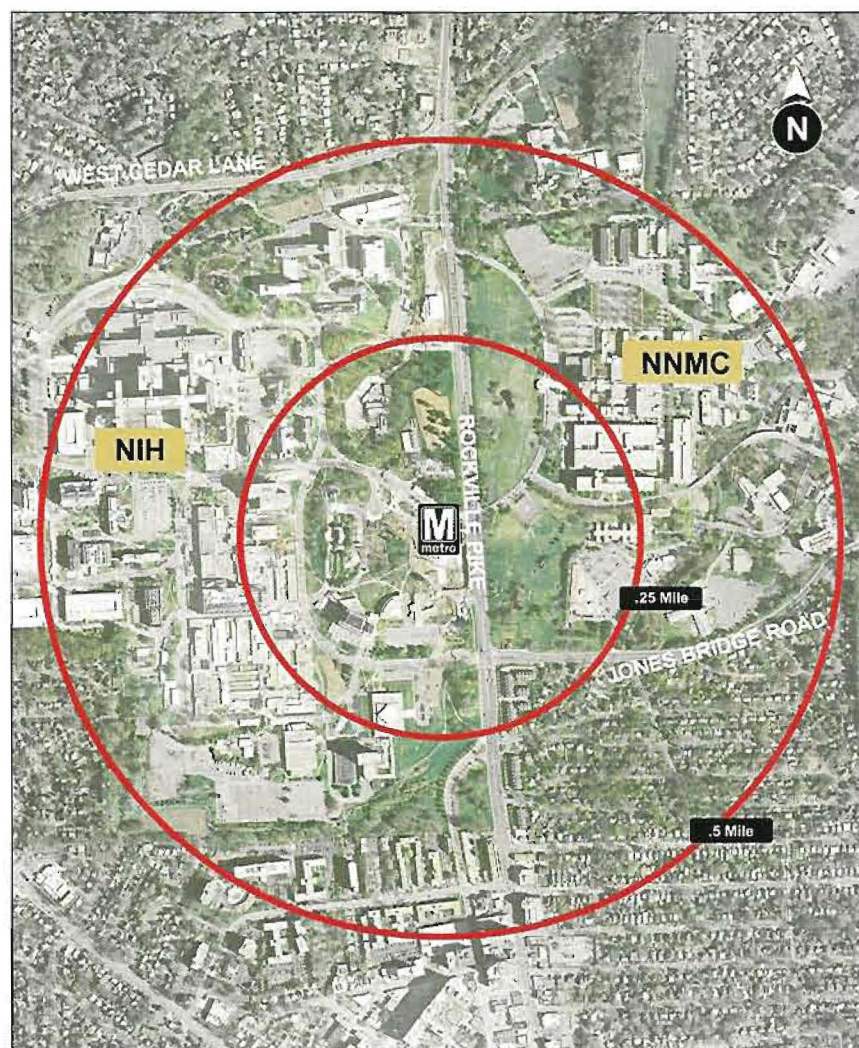 N
WEST CEDAR LANE
NNMC
NIH
ROCKVILLE PIKE
M
metro
.25 Mile
JONES BRIDGE ROAD
.5 Mile